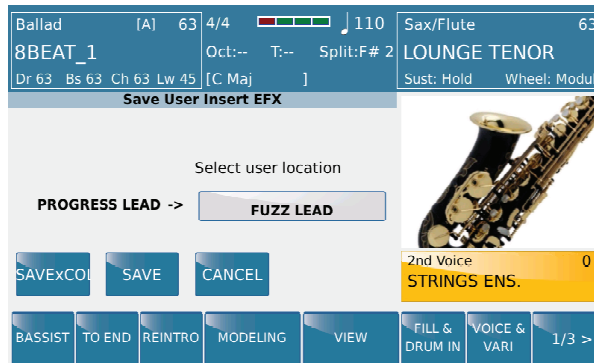 Ballad [A] 63
8BEAT_1
Dr 63 Bs 63 Ch 63 Lw 45
4/4 110
Oct:-- T:-- Split:F# 2
[C Maj ]
Sax/Flute 63
LOUNGE TENOR
Sust: Hold Wheel: Modul
Save User Insert EFX
Select user location
PROGRESS LEAD -> FUZZ LEAD
SAVExCOL SAVE CANCEL
2nd Voice 0
STRINGS ENS.
BASSIST TO END REINTRO MODELING VIEW FILL & DRUM IN VOICE & VARI 1/3 >